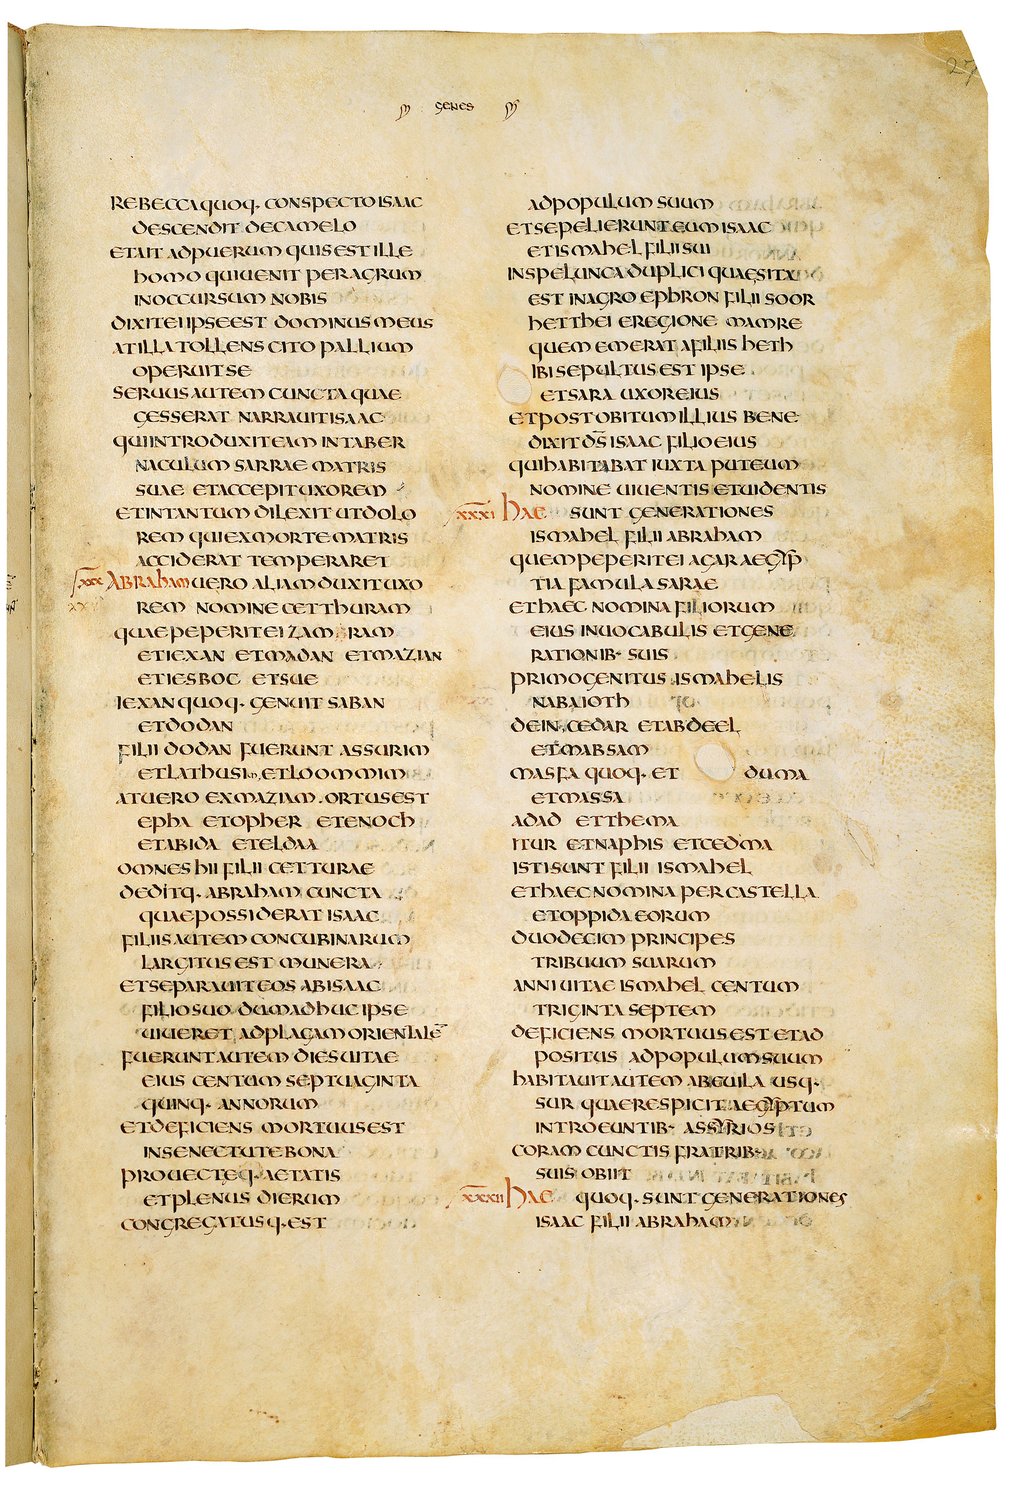 GENES
27
REBECCA QUOQ· CONSPECTO ISAAC
DESCENDIT DE CAMELO
ET AIT AD PUERUM QUIS EST ILLE
HOMO QUI UENIT PER AGRUM
IN OCCURSUM NOBIS
DIXIT EI IPSE EST DOMINUS MEUS
AT ILLA TOLLENS CITO PALLIUM
OPERUIT SE
SERUUS AUTEM CUNCTA QUAE
GESSERAT NARRAUIT ISAAC
QUI INTRODUXIT EAM IN TABER
NACULUM SARRAE MATRIS
SUAE ET ACCEPIT UXOREM
ET IN TANTUM DILEXIT UT DOLO
REM QUI EX MORTE MATRIS
ACCIDERAT TEMPERARET
XXX ABRAHAM UERO ALIAM DUXIT UXO
REM NOMINE CETTHURAM
QUAE PEPERIT EI ZAMRAM
ET IEXAN ET MADAN ET MAZIAN
ET IESBOC ET SUE
IEXAN QUOQ· GENUIT SABAN
ET DODAN
FILII DODAN FUERUNT ASSURIM
ET LATHUSIM ET LOOMMIM
AT UERO EX MAZIAM ORTUS EST
EPHA ET OPHER ET ENOCH
ET ABIDA ET ELDAA
OMNES HII FILII CETTURAE
DEDITQ· ABRAHAM CUNCTA
QUAE POSSIDERAT ISAAC
FILIIS AUTEM CONCUBINARUM
LARGITUS EST MUNERA
ET SEPARAUIT EOS AB ISAAC
FILIO SUO DUM ADHUC IPSE
UIUERET AD PLAGAM ORIENTALĒ
FUERUNT AUTEM DIES UITAE
EIUS CENTUM SEPTUAGINTA
QUINQ· ANNORUM
ET DEFICIENS MORTUUS EST
IN SENECTUTE BONA
PROUECTEQ· AETATIS
ET PLENUS DIERUM
CONGREGATUSQ· EST
AD POPULUM SUUM
ET SEPELIERUNT EUM ISAAC
ET ISMAHEL FILII SUI
IN SPELUNCA DUPLICI QUAE SITA
EST IN AGRO EPHRON FILII SOOR
HETTHEI E REGIONE MAMRE
QUEM EMERAT A FILIIS HETH
IBI SEPULTUS EST IPSE
ET SARA UXOR EIUS
ET POST OBITUM ILLIUS BENE
DIXIT D̄S ISAAC FILIO EIUS
QUI HABITABAT IUXTA PUTEUM
NOMINE UIUENTIS ET UIDENTIS
XXXI HAE SUNT GENERATIONES
ISMAHEL FILII ABRAHAM
QUEM PEPERIT EI AGAR AEGYP
TIA FAMULA SARAE
ET HAEC NOMINA FILIORUM
EIUS IN UOCABULIS ET GENE
RATIONIB· SUIS
PRIMOGENITUS ISMAHELIS
NABAIOTH
DEIN CEDAR ET ABDEEL
ET MABSAM
MASFA QUOQ· ET DUMA
ET MASSA
ADAD ET THEMA
ITUR ET NAPHIS ET CEDMA
ISTI SUNT FILII ISMAHEL
ET HAEC NOMINA PER CASTELLA
ET OPPIDA EORUM
DUODECIM PRINCIPES
TRIBUUM SUARUM
ANNI UITAE ISMAHEL CENTUM
TRIGINTA SEPTEM
DEFICIENS MORTUUS EST ET AD
POSITUS AD POPULUM SUUM
HABITAUIT AUTEM AB EUILA USQ·
SUR QUAE RESPICIT AEGYPTUM
INTROEUNTIB· ASSYRIOS
CORAM CUNCTIS FRATRIB·
SUIS OBIIT
XXXII HAE QUOQ· SUNT GENERATIONES
ISAAC FILII ABRAHAM